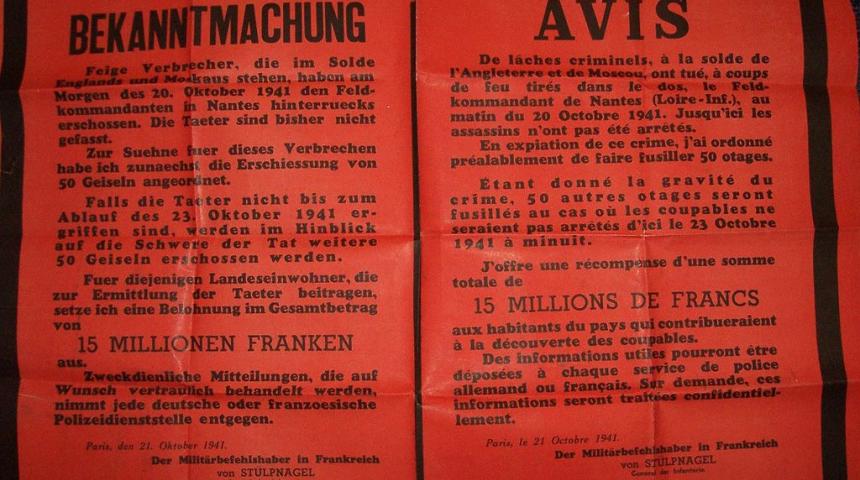 BEKANNTMACHUNG
Feige Verbrecher, die im Solde
Englands und Moskaus stehen, haben am
Morgen des 20. Oktober 1941 den Feld-
kommandanten in Nantes hinterruecks
erschossen. Die Taeter sind bisher nicht
gefasst.
Zur Suehne fuer dieses Verbrechen
habe ich zunaechst die Erschiessung von
50 Geiseln angeordnet.
Falls die Taeter nicht bis zum
Ablauf des 23. Oktober 1941 er-
griffen sind, werden im Hinblick
auf die Schwere der Tat weitere
50 Geiseln erschossen werden.
Fuer diejenigen Landeseinwohner, die
zur Ermittlung der Taeter beitragen,
setze ich eine Belohnung im Gesamtbetrag
von
15 MILLIONEN FRANKEN
aus.
Zweckdienliche Mitteilungen, die auf
Wunsch vertraulich behandelt werden,
nimmt jede deutsche oder franzoesische
Polizeidienststelle entgegen.
Paris, den 21. Oktober 1941.
Der Militärbefehlshaber in Frankreich
von STÜLPNAGEL
AVIS
De lâches criminels, à la solde de
l'Angleterre et de Moscou, ont tué, à coups
de feu tirés dans le dos, le Feld-
kommandant de Nantes (Loire-Inf.), au
matin du 20 Octobre 1941. Jusqu'ici les
assassins n'ont pas été arrêtés.
En expiation de ce crime, j'ai ordonné
préalablement de faire fusiller 50 otages.
Étant donné la gravité du
crime, 50 autres otages seront
fusillés au cas où les coupables ne
seraient pas arrêtés d'ici le 23 Octobre
1941 à minuit.
J'offre une récompense d'une somme
totale de
15 MILLIONS DE FRANCS
aux habitants du pays qui contribueraient
à la découverte des coupables.
Des informations utiles pourront être
déposées à chaque service de police
allemand ou français. Sur demande, ces
informations seront traitées confidentiel-
lement.
Paris, le 21 Octobre 1941.
Der Militärbefehlshaber in Frankreich
von STÜLPNAGEL
General der Infanterie